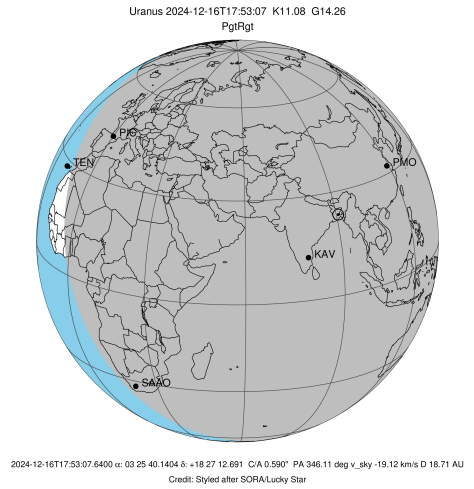 Uranus 2024-12-16T17:53:07 K11.08 G14.26
PgtRgt
PIC
TEN
PMO
KAV
SAAO
2024-12-16T17:53:07.6400 α: 03 25 40.1404 δ: +18 27 12.691 C/A 0.590" PA 346.11 deg v_sky -19.12 km/s D 18.71 AU
Credit: Styled after SORA/Lucky Star